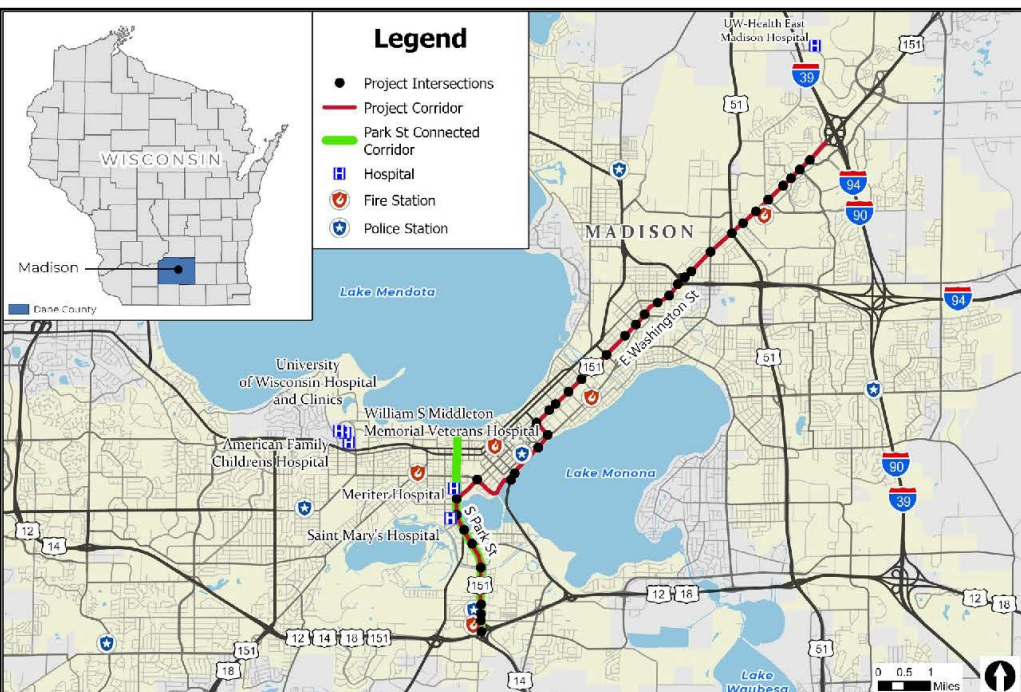 WISCONSIN
Madison
Dane County
Legend
Project Intersections
Project Corridor
Park St Connected
Corridor
H
Hospital
Fire Station
Police Station
UW-Health East
Madison Hospital
H
151
39
51
94
90
MADISON
94
Lake Mendota
E Washington St
151
51
University
of Wisconsin Hospital
and Clinics
William S Middleton
Memorial Veterans Hospital
H
H
H
American Family
Childrens Hospital
Lake Monona
90
39
Meriter Hospital
H
Saint Mary's Hospital
H
S Park St
12
14
151
12
18
12
18
12
14
18
151
151
18
14
Lake
Waubesa
0 0.5 1
Miles